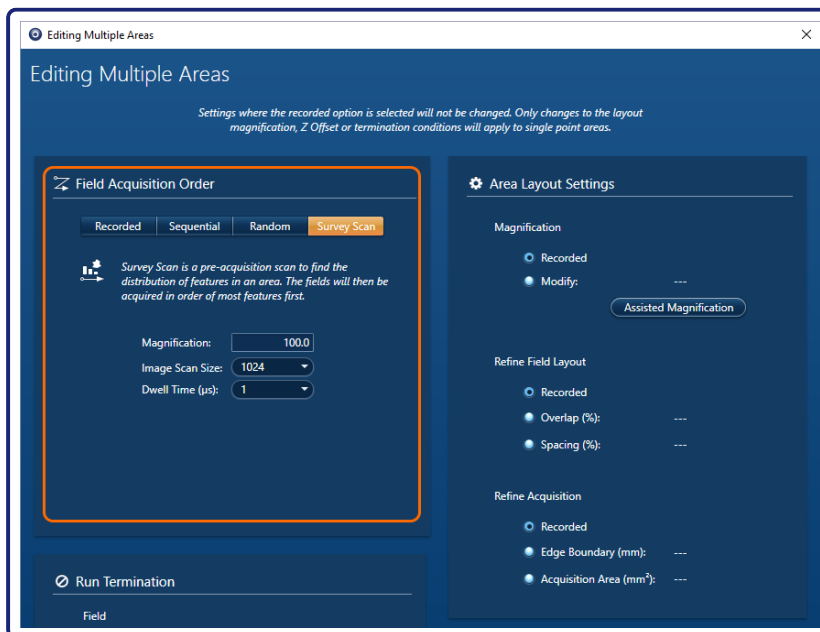 Editing Multiple Areas
Editing Multiple Areas
Settings where the recorded option is selected will not be changed. Only changes to the layout
magnification, Z Offset or termination conditions will apply to single point areas.
Field Acquisition Order
Recorded Sequential Random Survey Scan
Survey Scan is a pre-acquisition scan to find the
distribution of features in an area. The fields will then be
acquired in order of most features first.
Magnification: 100.0
Image Scan Size: 1024
Dwell Time (µs): 1
Run Termination
Field
Area Layout Settings
Magnification
Recorded
Modify: ---
Assisted Magnification
Refine Field Layout
Recorded
Overlap (%): ---
Spacing (%): ---
Refine Acquisition
Recorded
Edge Boundary (mm): ---
Acquisition Area (mm²): ---